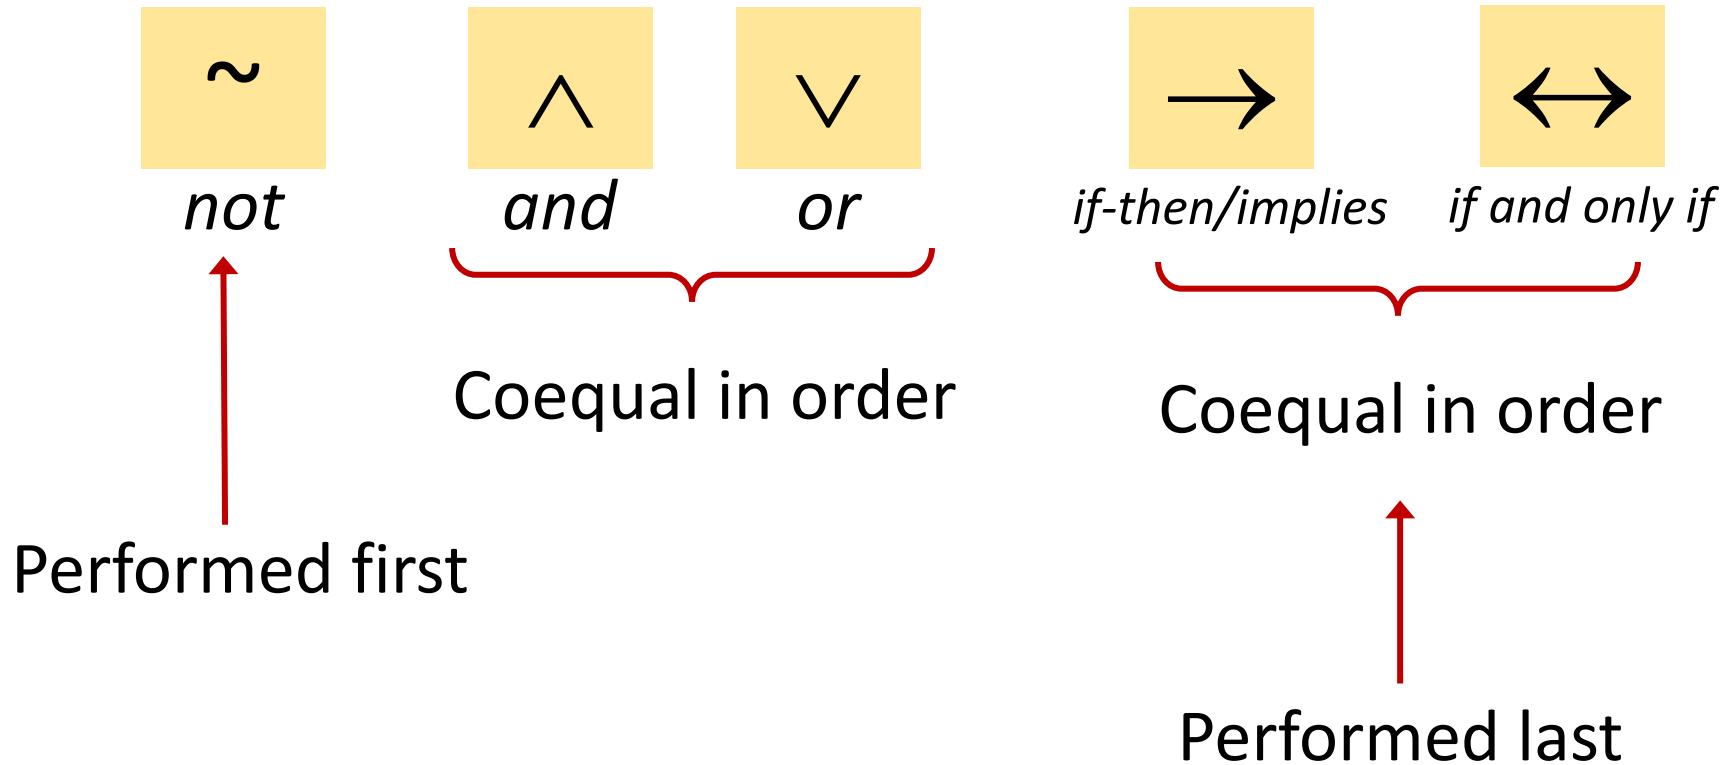 ~ ∧ ∨ → ↔
not and or if-then/implies if and only if
Coequal in order Coequal in order
Performed first
Performed last